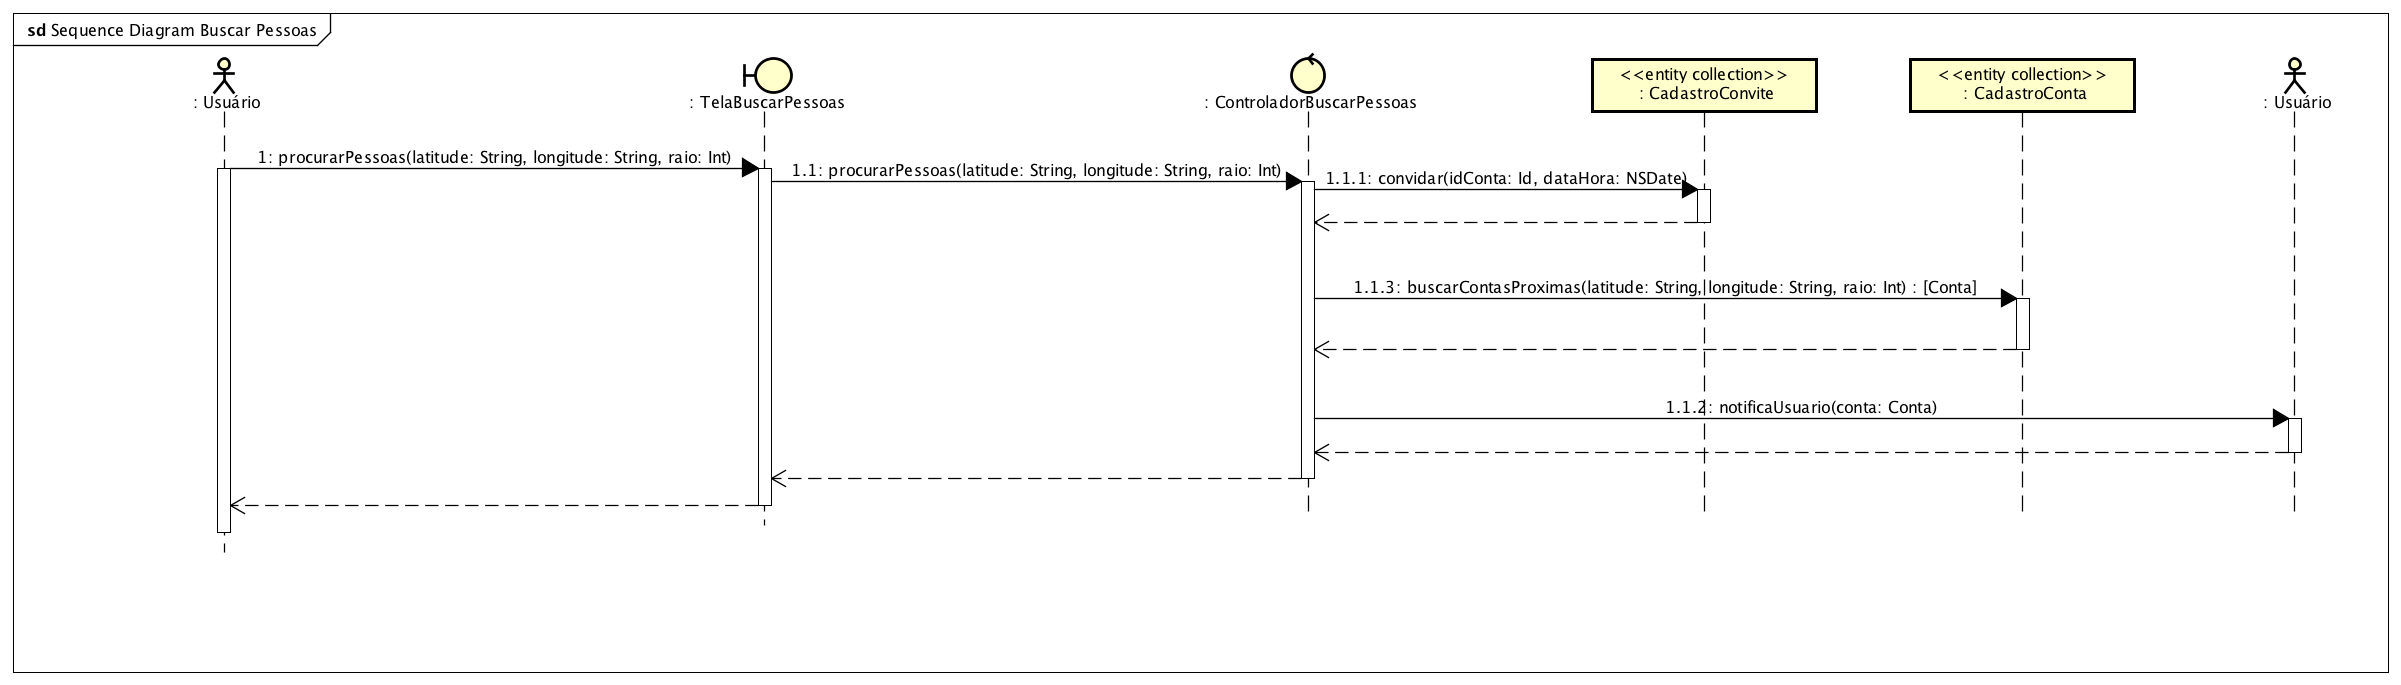 sd Sequence Diagram Buscar Pessoas
: Usuário
: TelaBuscarPessoas
: ControladorBuscarPessoas
<<entity collection>>
: CadastroConvite
<<entity collection>>
: CadastroConta
: Usuário
1: procurarPessoas(latitude: String, longitude: String, raio: Int)
1.1: procurarPessoas(latitude: String, longitude: String, raio: Int)
1.1.1: convidar(idConta: Id, dataHora: NSDate)
1.1.3: buscarContasProximas(latitude: String, longitude: String, raio: Int) : [Conta]
1.1.2: notificaUsuario(conta: Conta)